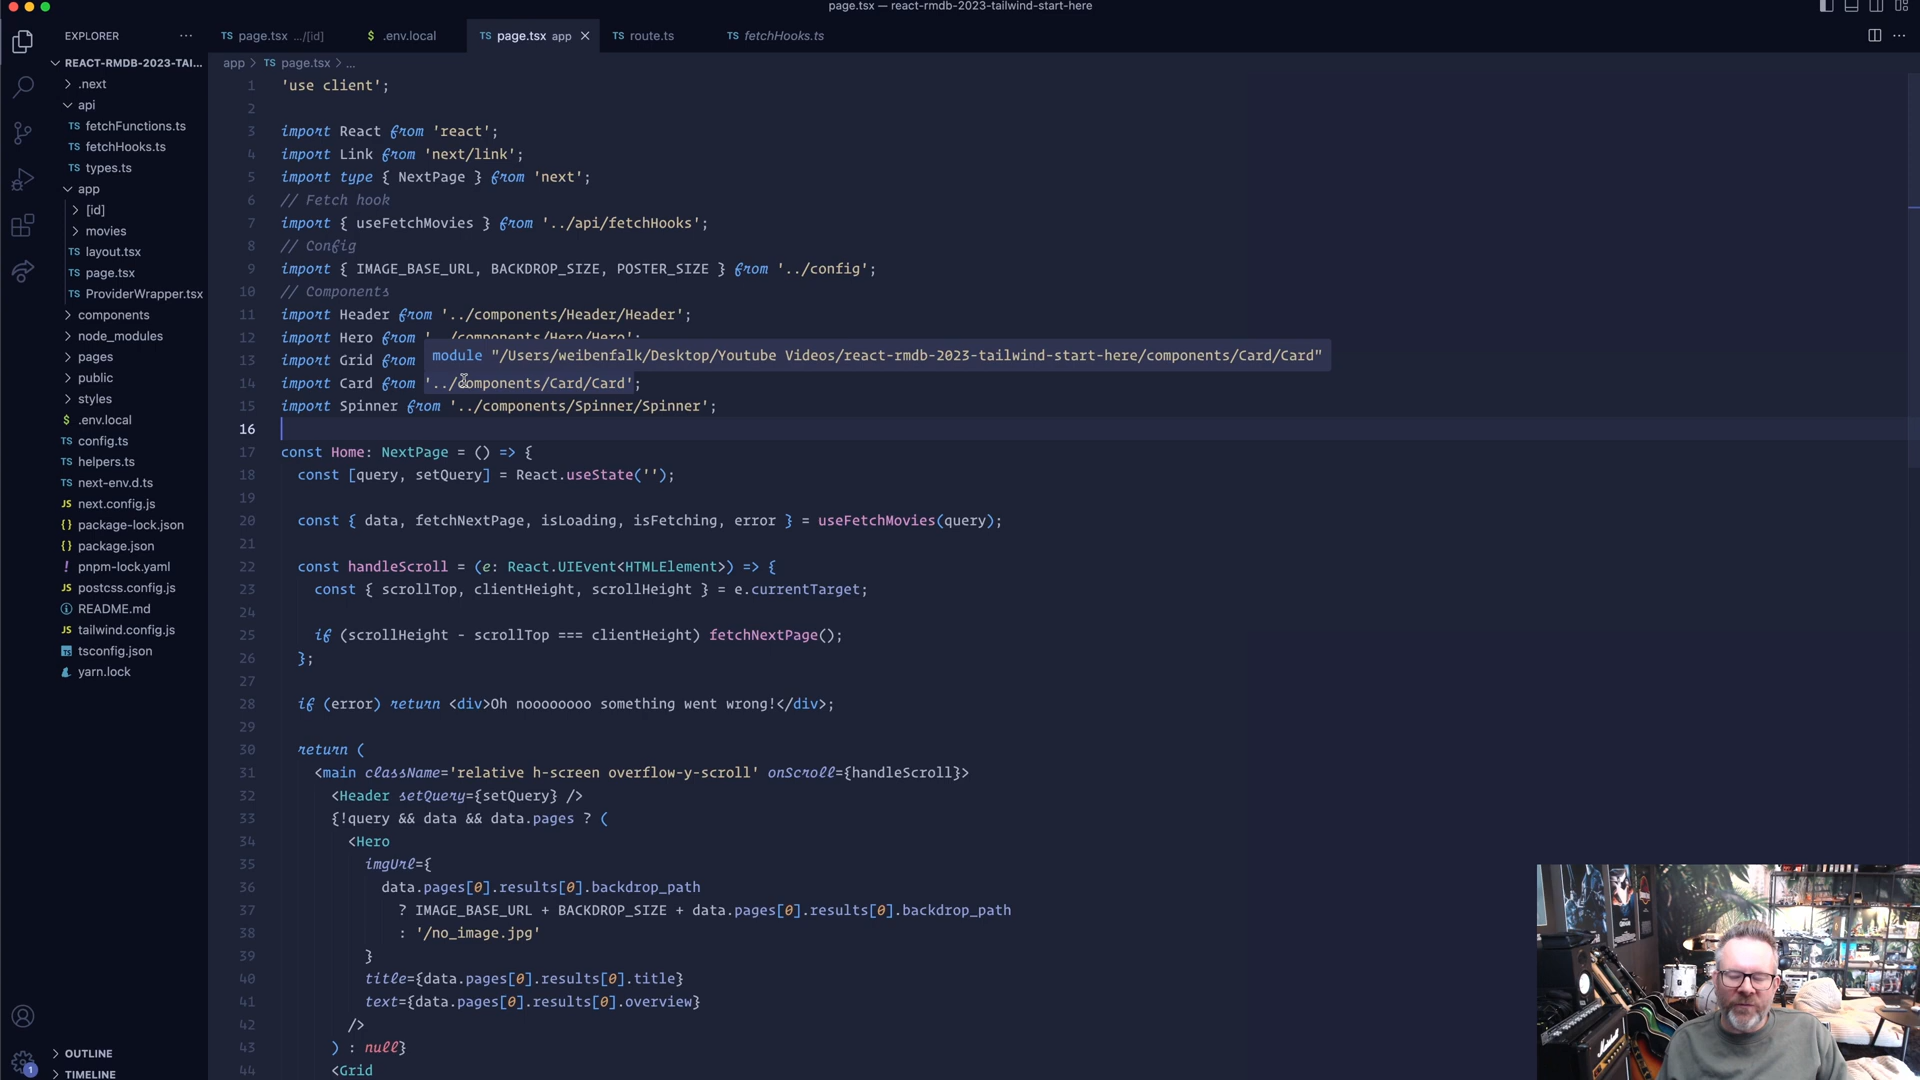 page.tsx — react-rmdb-2023-tailwind-start-here
EXPLORER
REACT-RMDB-2023-TAI...
.next
api
TS fetchFunctions.ts
TS fetchHooks.ts
TS types.ts
app
[id]
movies
TS layout.tsx
TS page.tsx
TS ProviderWrapper.tsx
components
node_modules
pages
public
styles
$ .env.local
TS config.ts
TS helpers.ts
TS next-env.d.ts
JS next.config.js
{} package-lock.json
{} package.json
! pnpm-lock.yaml
JS postcss.config.js
README.md
JS tailwind.config.js
tsconfig.json
yarn.lock
1
OUTLINE
TIMELINE
TS page.tsx .../[id]
$ .env.local
TS page.tsx app
TS route.ts
TS fetchHooks.ts
app > TS page.tsx > ...
1 'use client';
2
3 import React from 'react';
4 import Link from 'next/link';
5 import type { NextPage } from 'next';
6 // Fetch hook
7 import { useFetchMovies } from '../api/fetchHooks';
8 // Config
9 import { IMAGE_BASE_URL, BACKDROP_SIZE, POSTER_SIZE } from '../config';
10 // Components
11 import Header from '../components/Header/Header';
12 import Hero from '../components/Hero/Hero';
13 import Grid from
module "/Users/weibenfalk/Desktop/Youtube Videos/react-rmdb-2023-tailwind-start-here/components/Card/Card"
14 import Card from '../components/Card/Card';
15 import Spinner from '../components/Spinner/Spinner';
16
17 const Home: NextPage = () => {
18 const [query, setQuery] = React.useState('');
19
20 const { data, fetchNextPage, isLoading, isFetching, error } = useFetchMovies(query);
21
22 const handleScroll = (e: React.UIEvent<HTMLElement>) => {
23 const { scrollTop, clientHeight, scrollHeight } = e.currentTarget;
24
25 if (scrollHeight - scrollTop === clientHeight) fetchNextPage();
26 };
27
28 if (error) return <div>Oh noooooooo something went wrong!</div>;
29
30 return (
31 <main className='relative h-screen overflow-y-scroll' onScroll={handleScroll}>
32 <Header setQuery={setQuery} />
33 {!query && data && data.pages ? (
34 <Hero
35 imgUrl={
36 data.pages[0].results[0].backdrop_path
37 ? IMAGE_BASE_URL + BACKDROP_SIZE + data.pages[0].results[0].backdrop_path
38 : '/no_image.jpg'
39 }
40 title={data.pages[0].results[0].title}
41 text={data.pages[0].results[0].overview}
42 />
43 ) : null}
44 <Grid